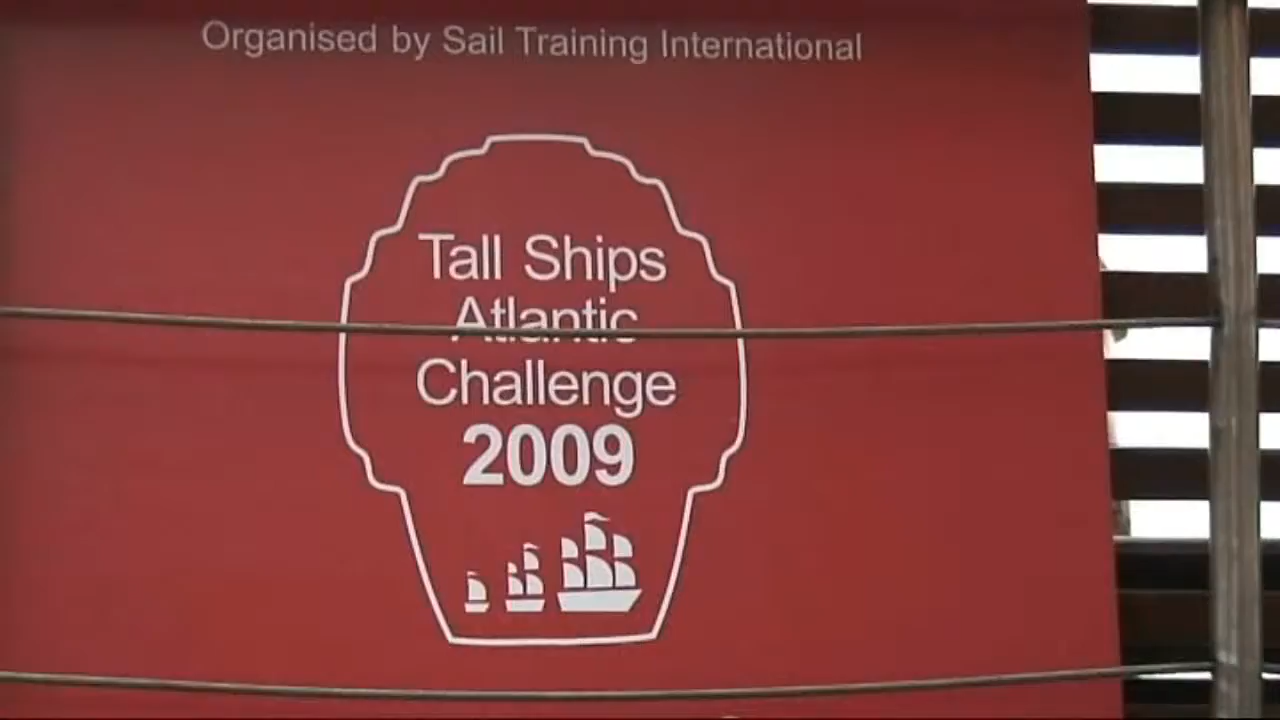 Organised by Sail Training International
Tall Ships
Atlantic
Challenge
2009